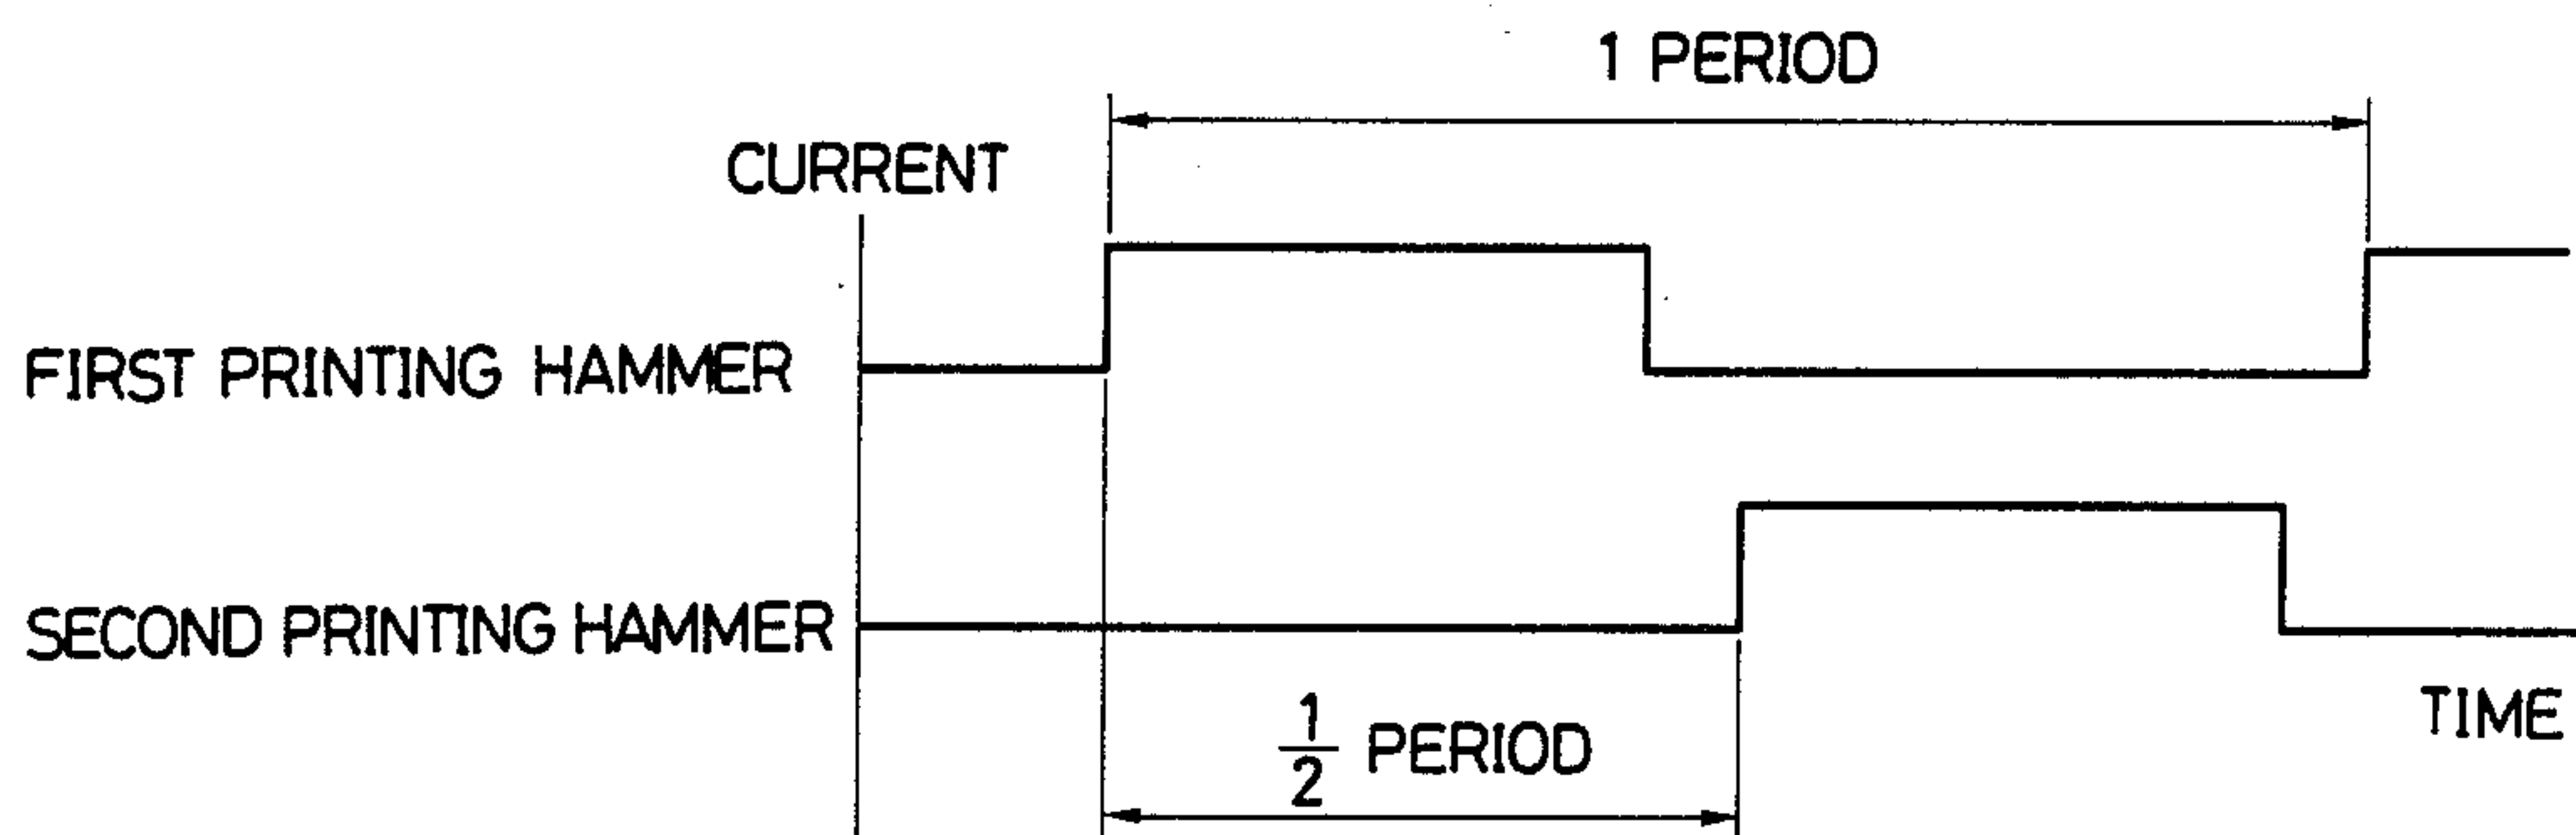 1 PERIOD
CURRENT
FIRST PRINTING HAMMER
SECOND PRINTING HAMMER
TIME
1/2 PERIOD